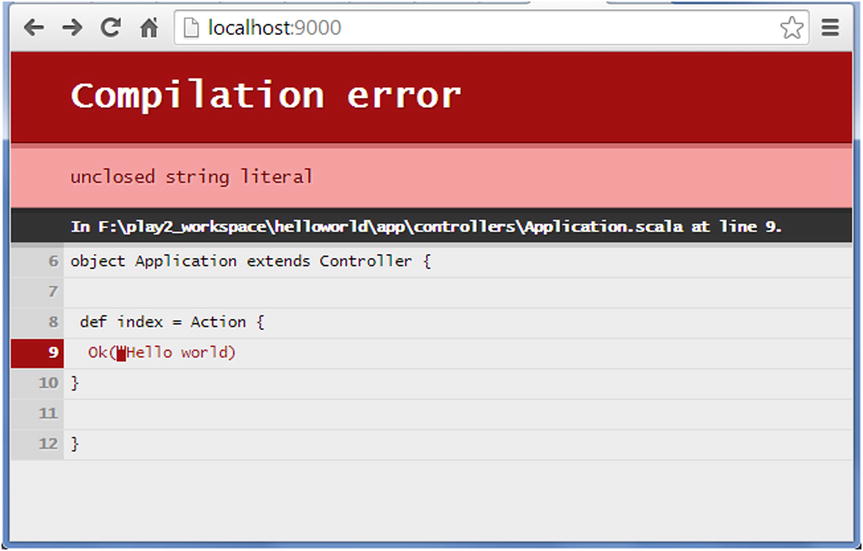 localhost:9000
Compilation error
unclosed string literal
In F:\play2_workspace\helloworld\app\controllers\Application.scala at line 9.
6 object Application extends Controller {
7
8 def index = Action {
9 Ok("Hello world)
10 }
11
12 }